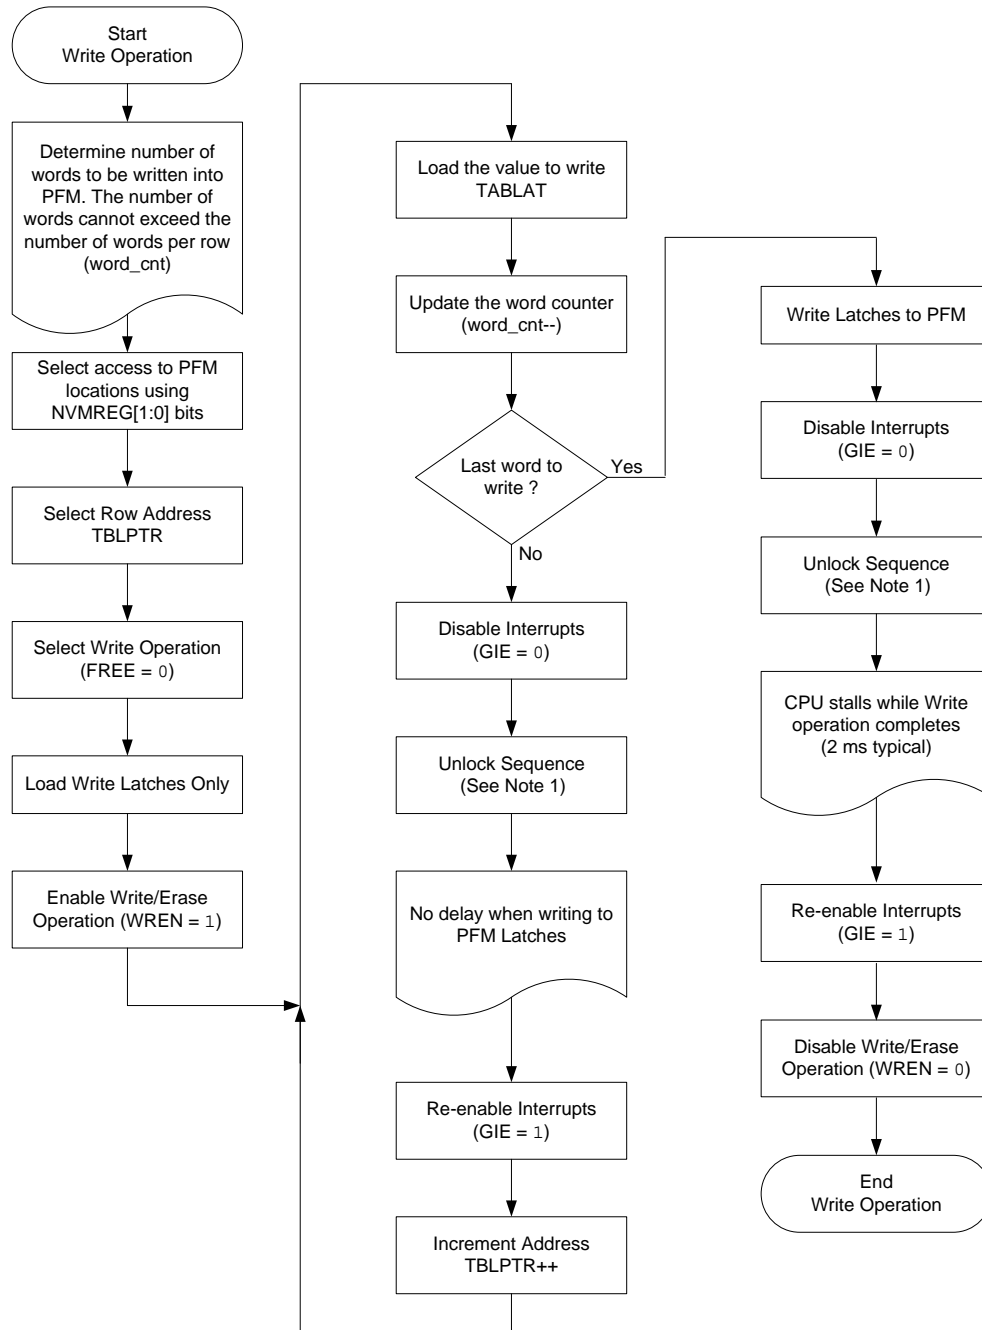 Start
Write Operation
Determine number of
words to be written into
PFM. The number of
words cannot exceed the
number of words per row
(word_cnt)
Select access to PFM
locations using
NVMREG[1:0] bits
Select Row Address
TBLPTR
Select Write Operation
(FREE = 0)
Load Write Latches Only
Enable Write/Erase
Operation (WREN = 1)
Load the value to write
TABLAT
Update the word counter
(word_cnt--)
Last word to
write ?
Yes
No
Disable Interrupts
(GIE = 0)
Unlock Sequence
(See Note 1)
No delay when writing to
PFM Latches
Re-enable Interrupts
(GIE = 1)
Increment Address
TBLPTR++
Write Latches to PFM
Disable Interrupts
(GIE = 0)
Unlock Sequence
(See Note 1)
CPU stalls while Write
operation completes
(2 ms typical)
Re-enable Interrupts
(GIE = 1)
Disable Write/Erase
Operation (WREN = 0)
End
Write Operation